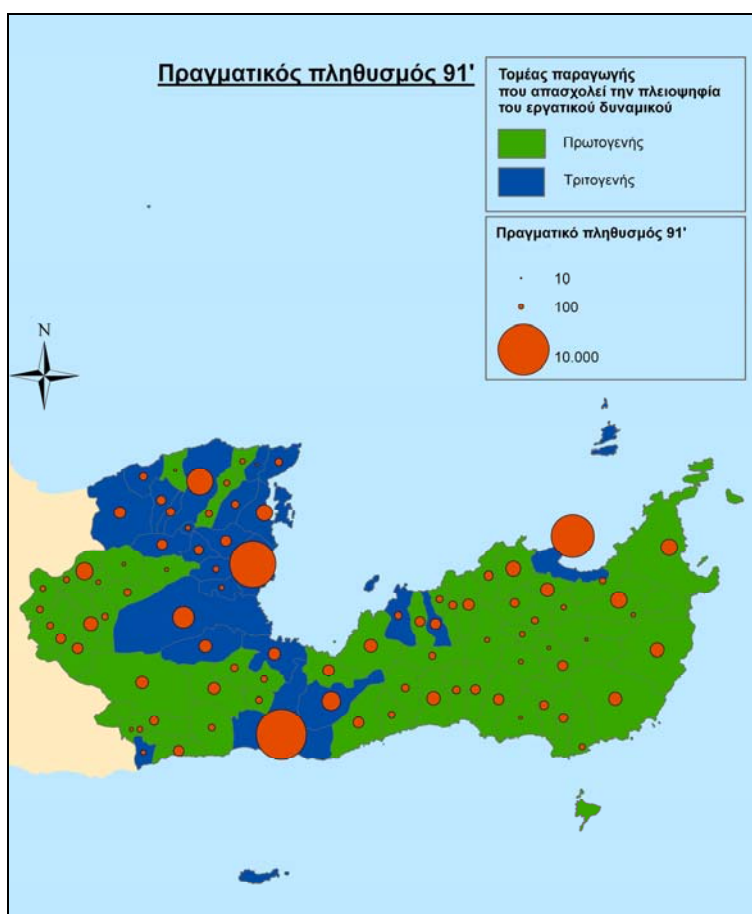 Πραγματικός πληθυσμός 91'
Τομέας παραγωγής
που απασχολεί την πλειοψηφία
του εργατικού δυναμικού
Πρωτογενής
Τριτογενής
Πραγματικό πληθυσμός 91'
10
100
10.000
N